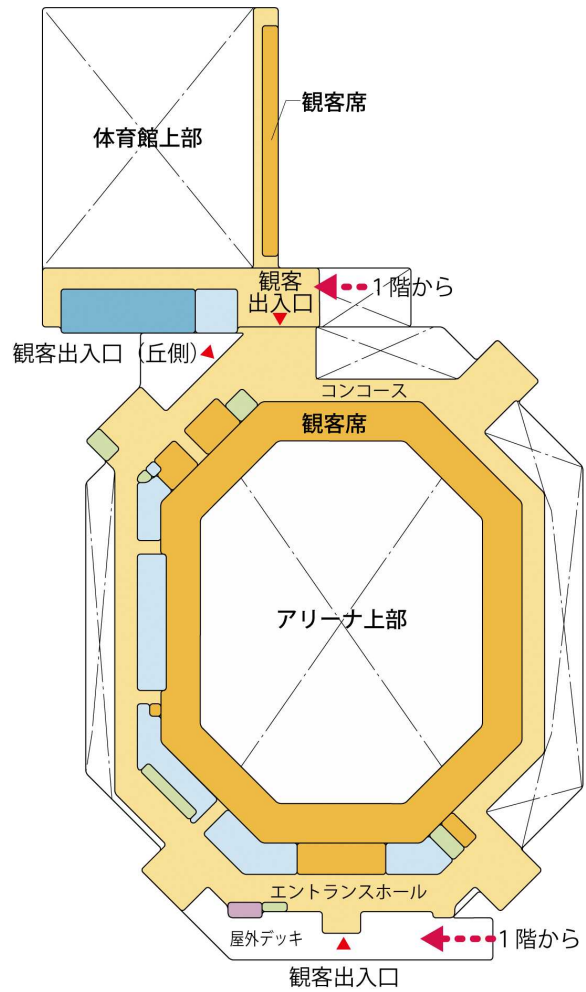 観客席
体育館上部
観客
出入口
1階から
観客出入口（丘側）
コンコース
観客席
アリーナ上部
エントランスホール
屋外デッキ
1階から
観客出入口